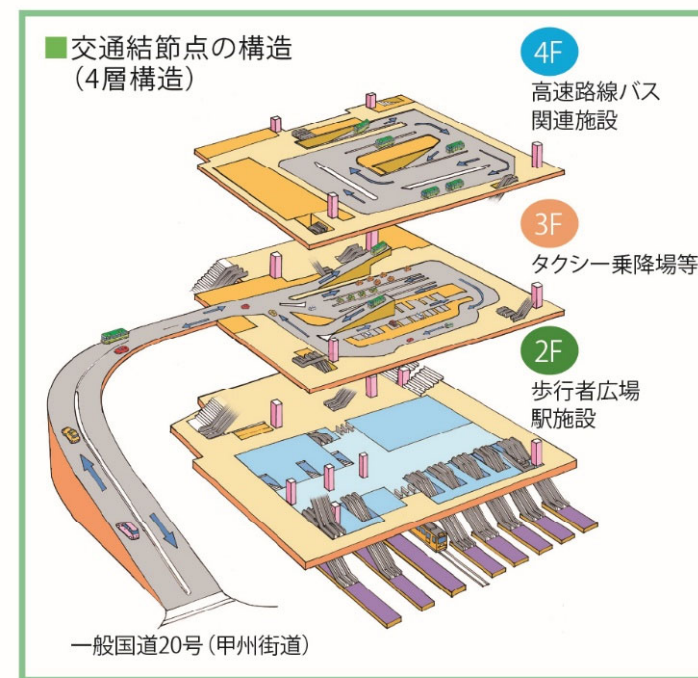 ■交通結節点の構造
(4層構造)
4F
高速路線バス
関連施設
3F
タクシー乗降場等
2F
歩行者広場
駅施設
一般国道20号(甲州街道)